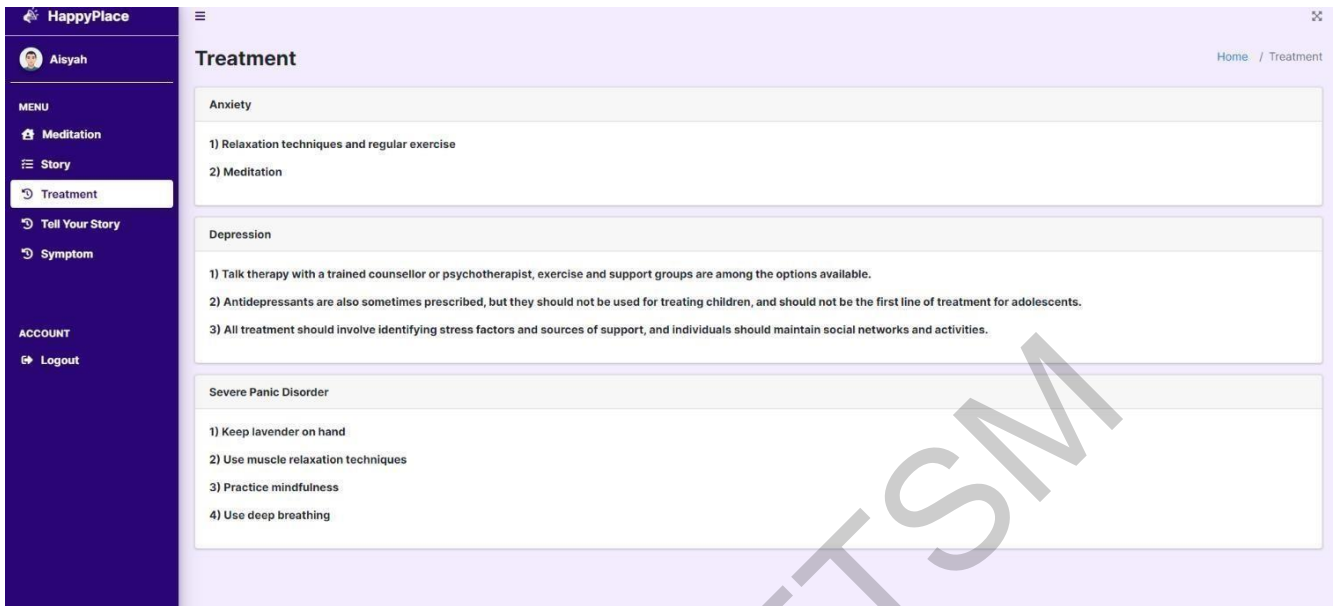 HappyPlace
Aisyah
MENU
Meditation
Story
Treatment
Tell Your Story
Symptom
ACCOUNT
Logout
Treatment
Home / Treatment
Anxiety
1) Relaxation techniques and regular exercise
2) Meditation
Depression
1) Talk therapy with a trained counsellor or psychotherapist, exercise and support groups are among the options available.
2) Antidepressants are also sometimes prescribed, but they should not be used for treating children, and should not be the first line of treatment for adolescents.
3) All treatment should involve identifying stress factors and sources of support, and individuals should maintain social networks and activities.
Severe Panic Disorder
1) Keep lavender on hand
2) Use muscle relaxation techniques
3) Practice mindfulness
4) Use deep breathing
TSM